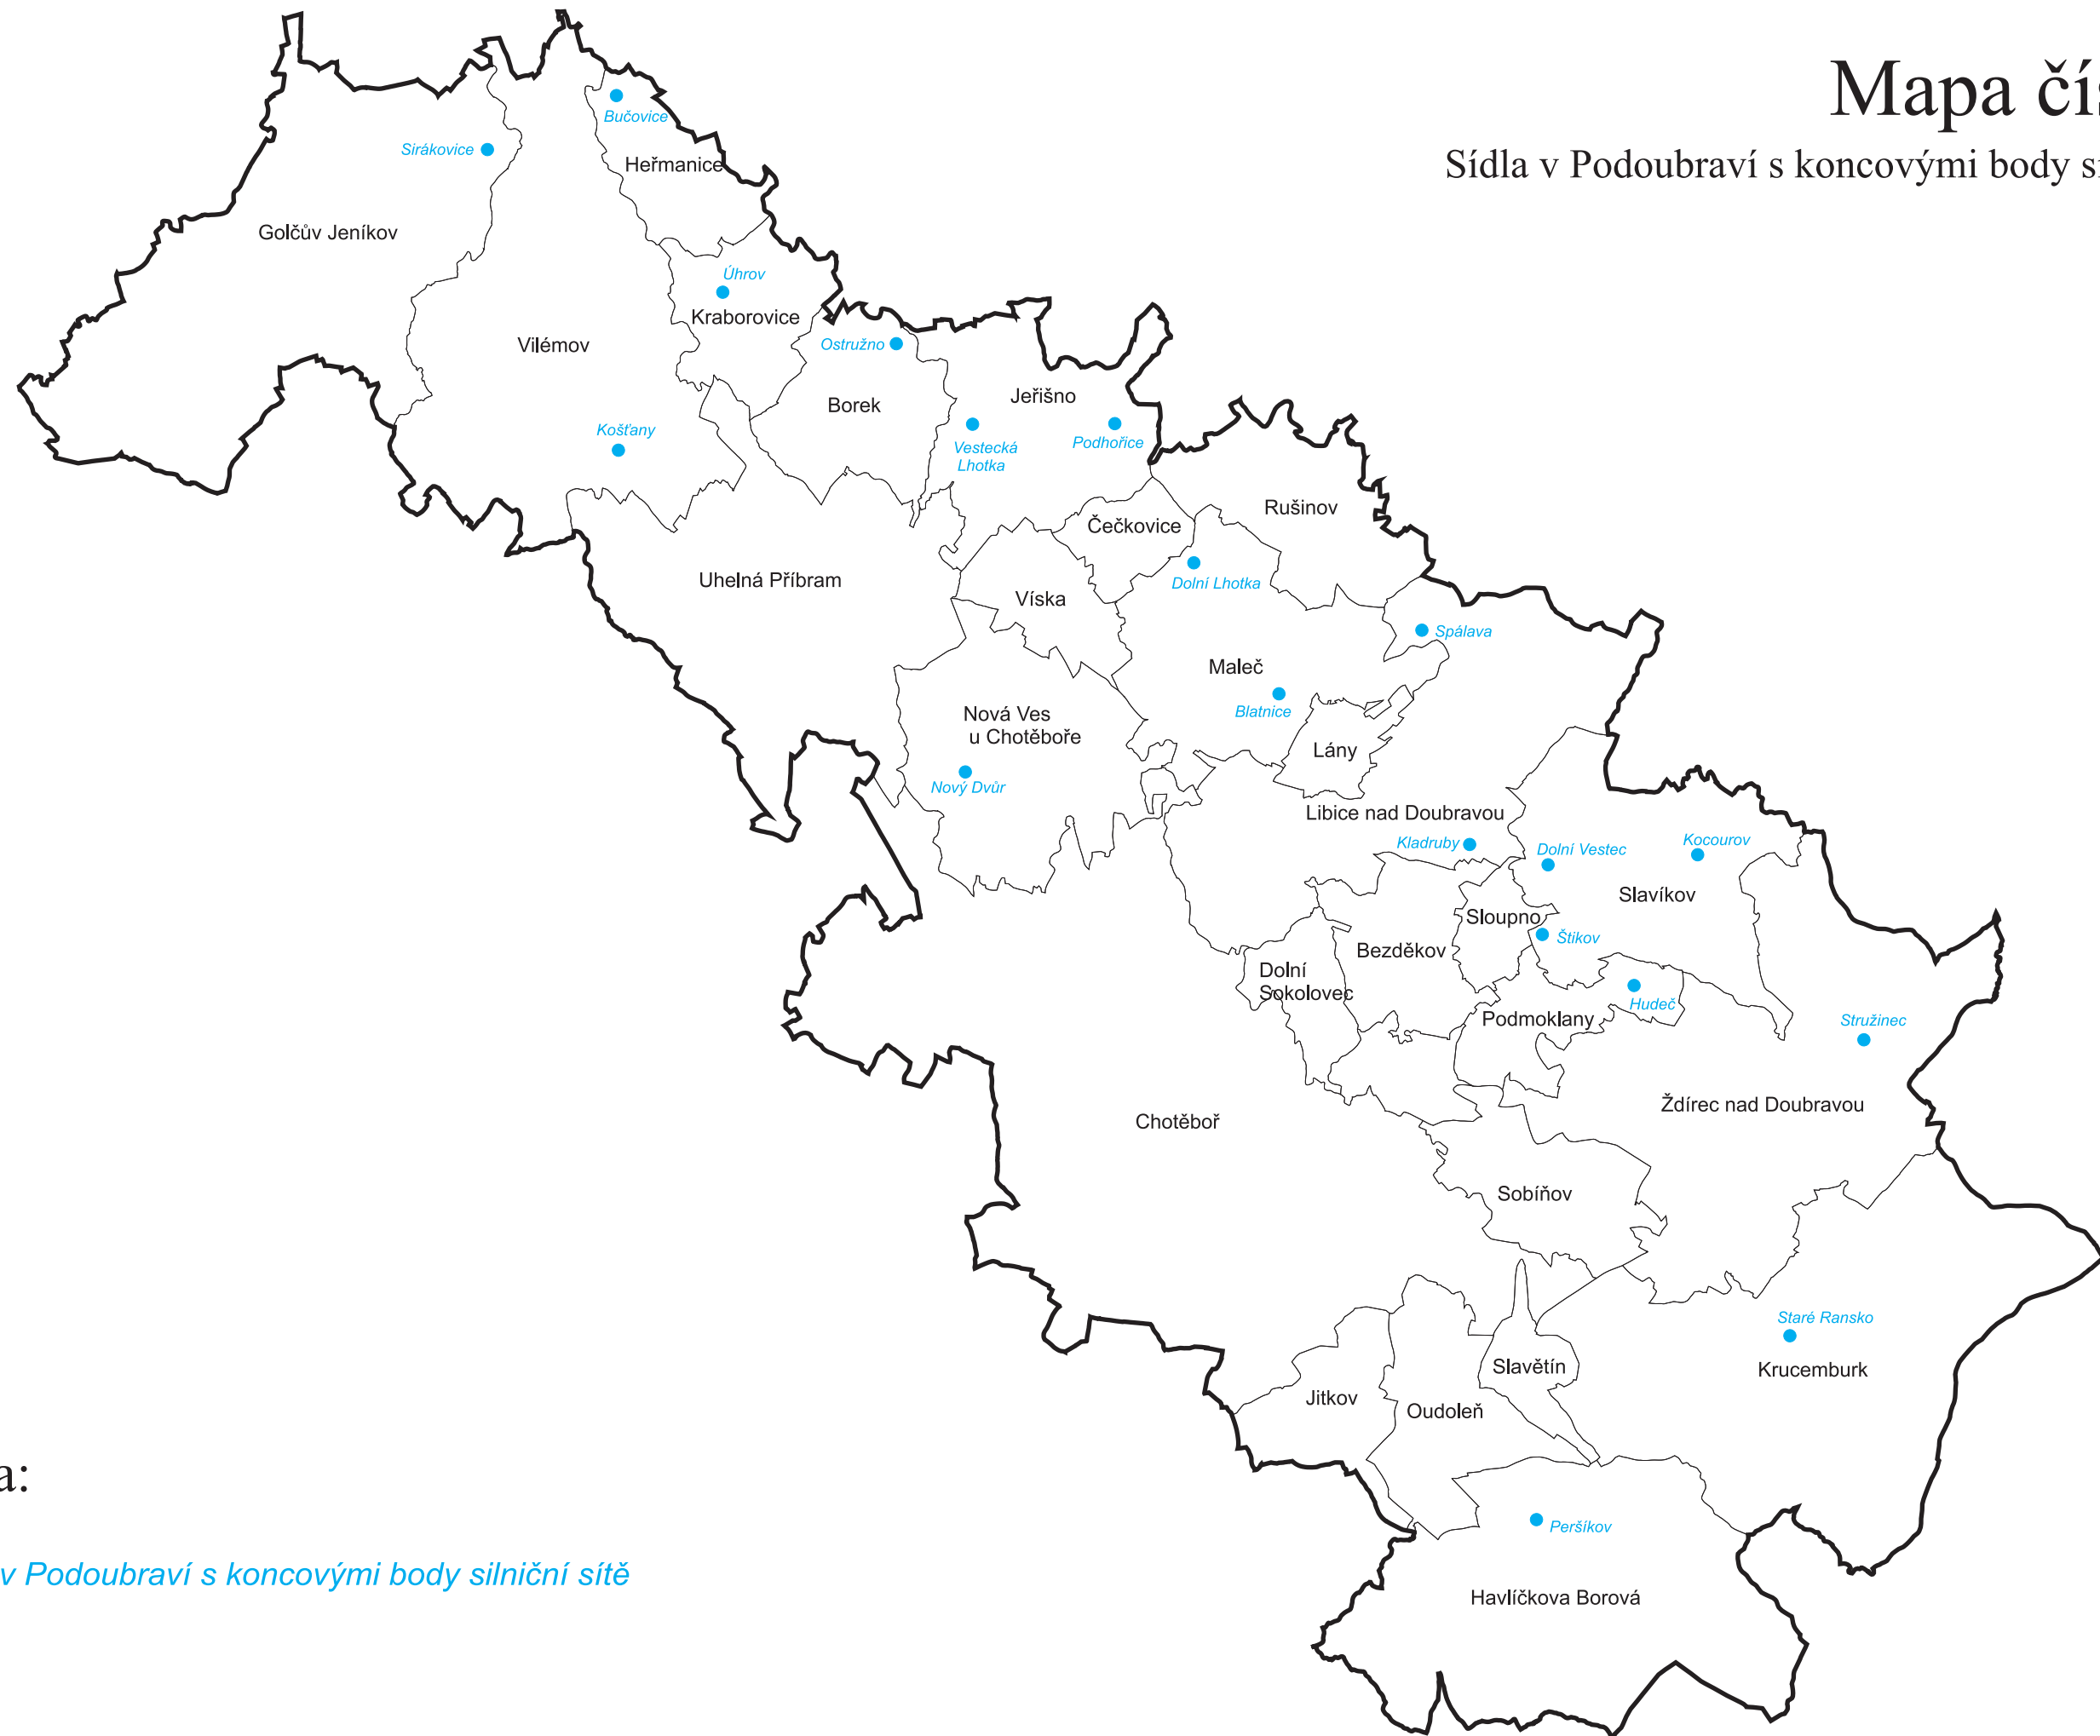 Mapa čís
Sídla v Podoubraví s koncovými body si
Bučovice
Sirákovice
Heřmanice
Golčův Jeníkov
Úhrov
Kraborovice
Vilémov
Ostružno
Jeřišno
Borek
Košťany
Vestecká
Lhotka
Podhořice
Rušinov
Čečkovice
Uhelná Příbram
Dolní Lhotka
Víska
Spálava
Maleč
Blatnice
Nová Ves
u Chotěboře
Lány
Nový Dvůr
Libice nad Doubravou
Kladruby
Dolní Vestec
Kocourov
Slavíkov
Sloupno
Štikov
Bezděkov
Dolní
Sokolovec
Hudeč
Podmoklany
Stružinec
Ždírec nad Doubravou
Chotěboř
Sobíňov
Staré Ransko
Slavětín
Krucemburk
Jitkov
Oudoleň
a:
Peršíkov
v Podoubraví s koncovými body silniční sítě
Havlíčkova Borová